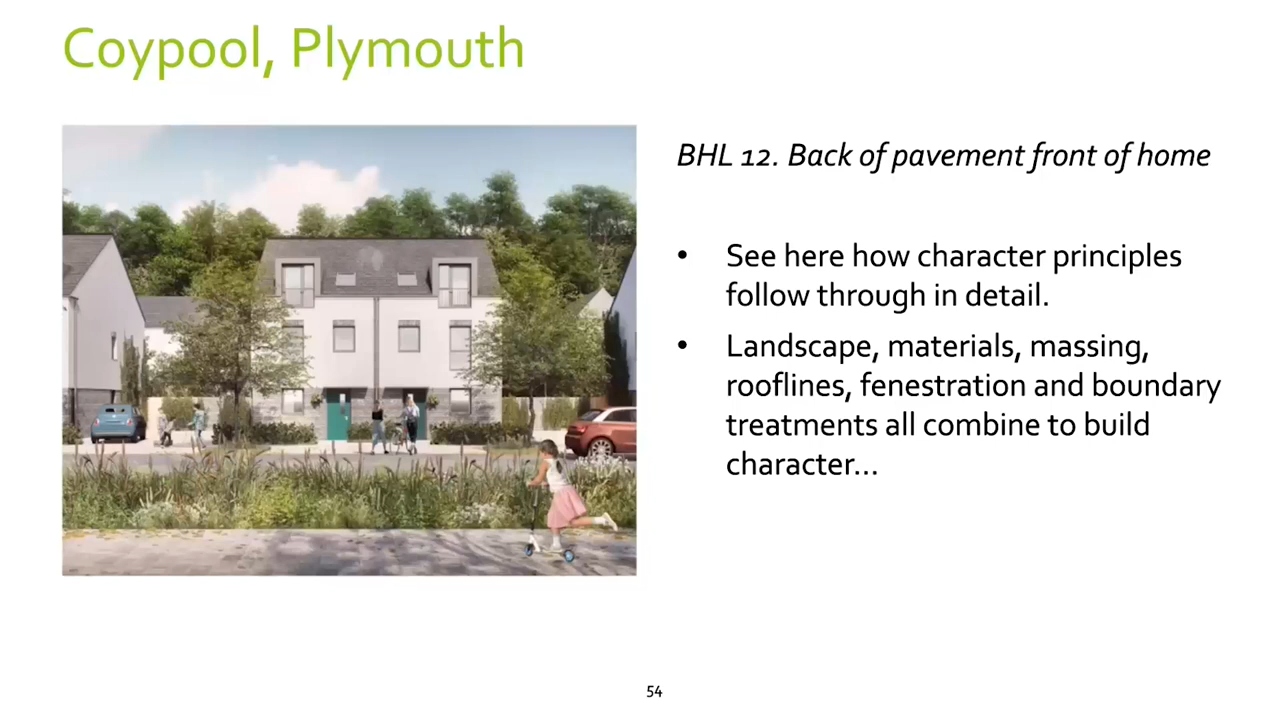 Coypool, Plymouth
BHL 12. Back of pavement front of home
• See here how character principles
follow through in detail.
• Landscape, materials, massing,
rooflines, fenestration and boundary
treatments all combine to build
character...
54